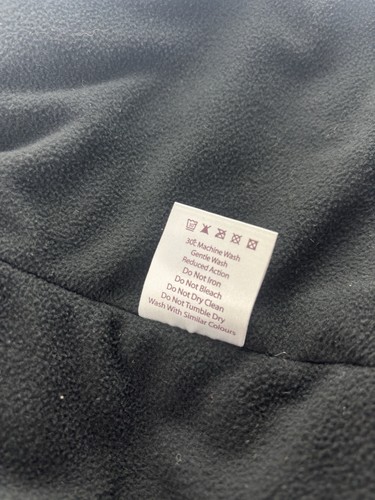 30c Machine Wash
Gentle Wash
Reduced Action
Do Not Iron
Do Not Bleach
Do Not Dry Clean
Do Not Tumble Dry
Wash With Similar Colours